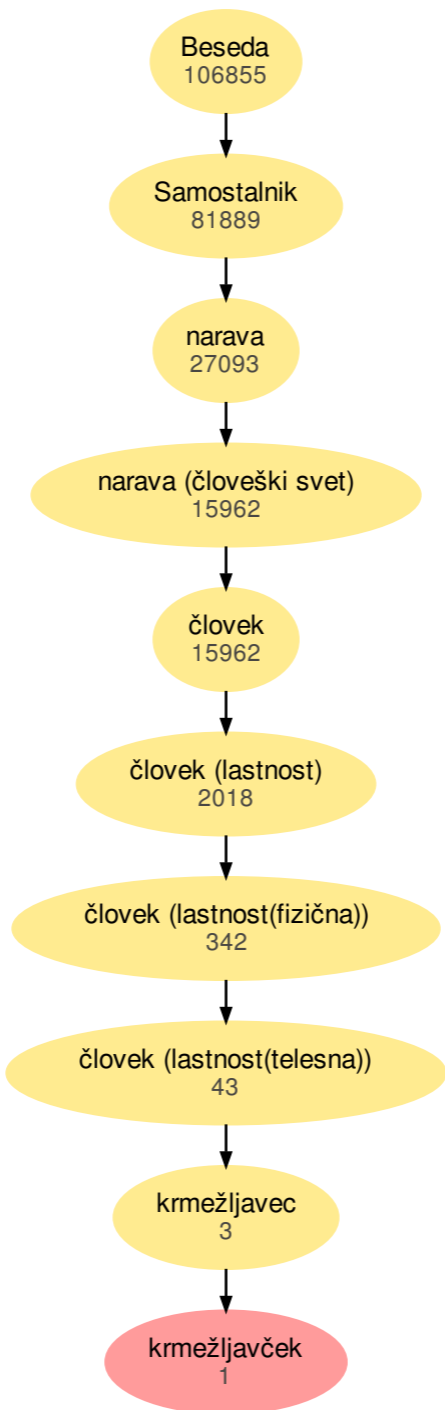 Beseda
106855
Samostalnik
81889
narava
27093
narava (človeški svet)
15962
človek
15962
človek (lastnost)
2018
človek (lastnost(fizična))
342
človek (lastnost(telesna))
43
krmežljavec
3
krmežljavček
1